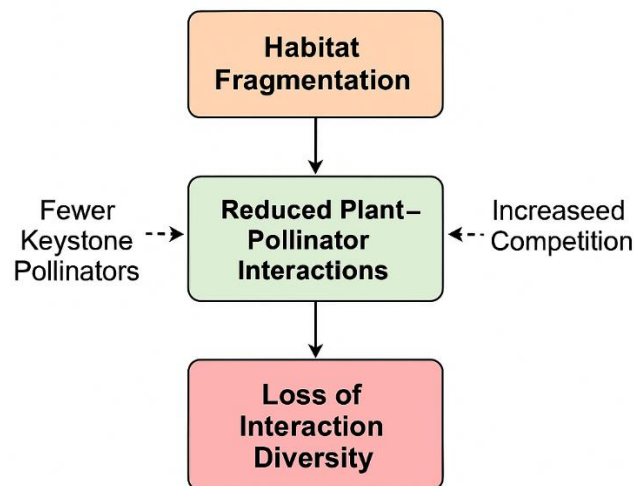 Habitat
Fragmentation
Fewer
Keystone
Pollinators
Reduced Plant–
Pollinator
Interactions
Increaseed
Competition
Loss of
Interaction
Diversity